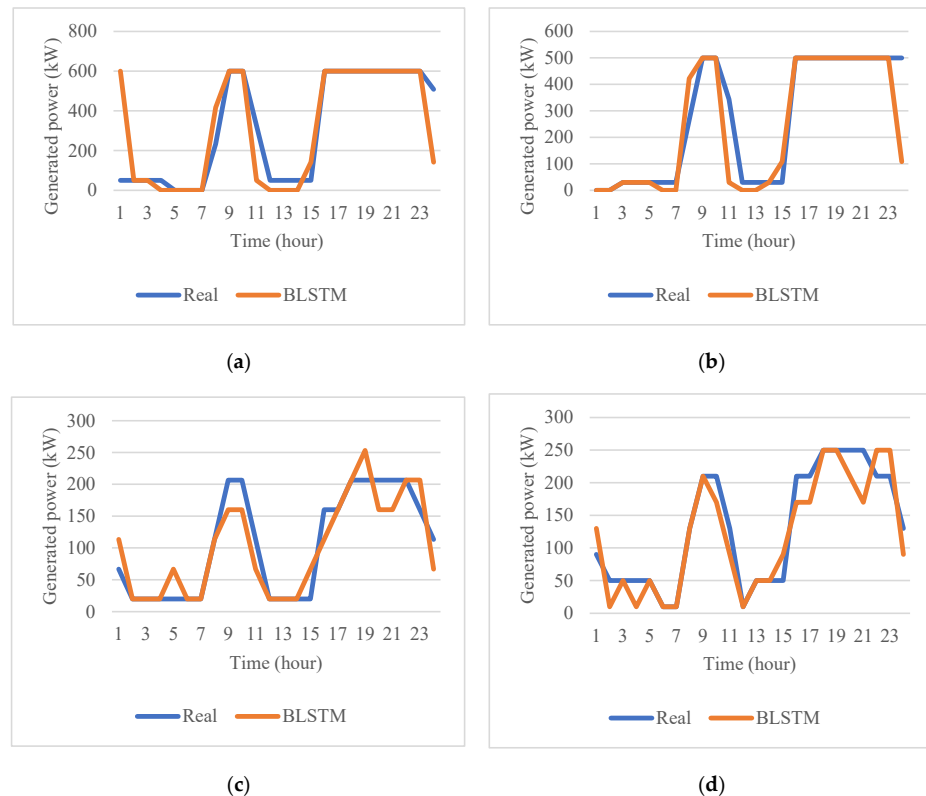 800
600
400
200
0
Generated power (kW)
1 3 5 7 9 11 13 15 17 19 21 23
Time (hour)
Real BLSTM
(a)
600
500
400
300
200
100
0
Generated power (kW)
1 3 5 7 9 11 13 15 17 19 21 23
Time (hour)
Real BLSTM
(b)
300
250
200
150
100
50
0
Generated power (kW)
1 3 5 7 9 11 13 15 17 19 21 23
Time (hour)
Real BLSTM
(c)
300
250
200
150
100
50
0
Generated power (kW)
1 3 5 7 9 11 13 15 17 19 21 23
Time (hour)
Real BLSTM
(d)